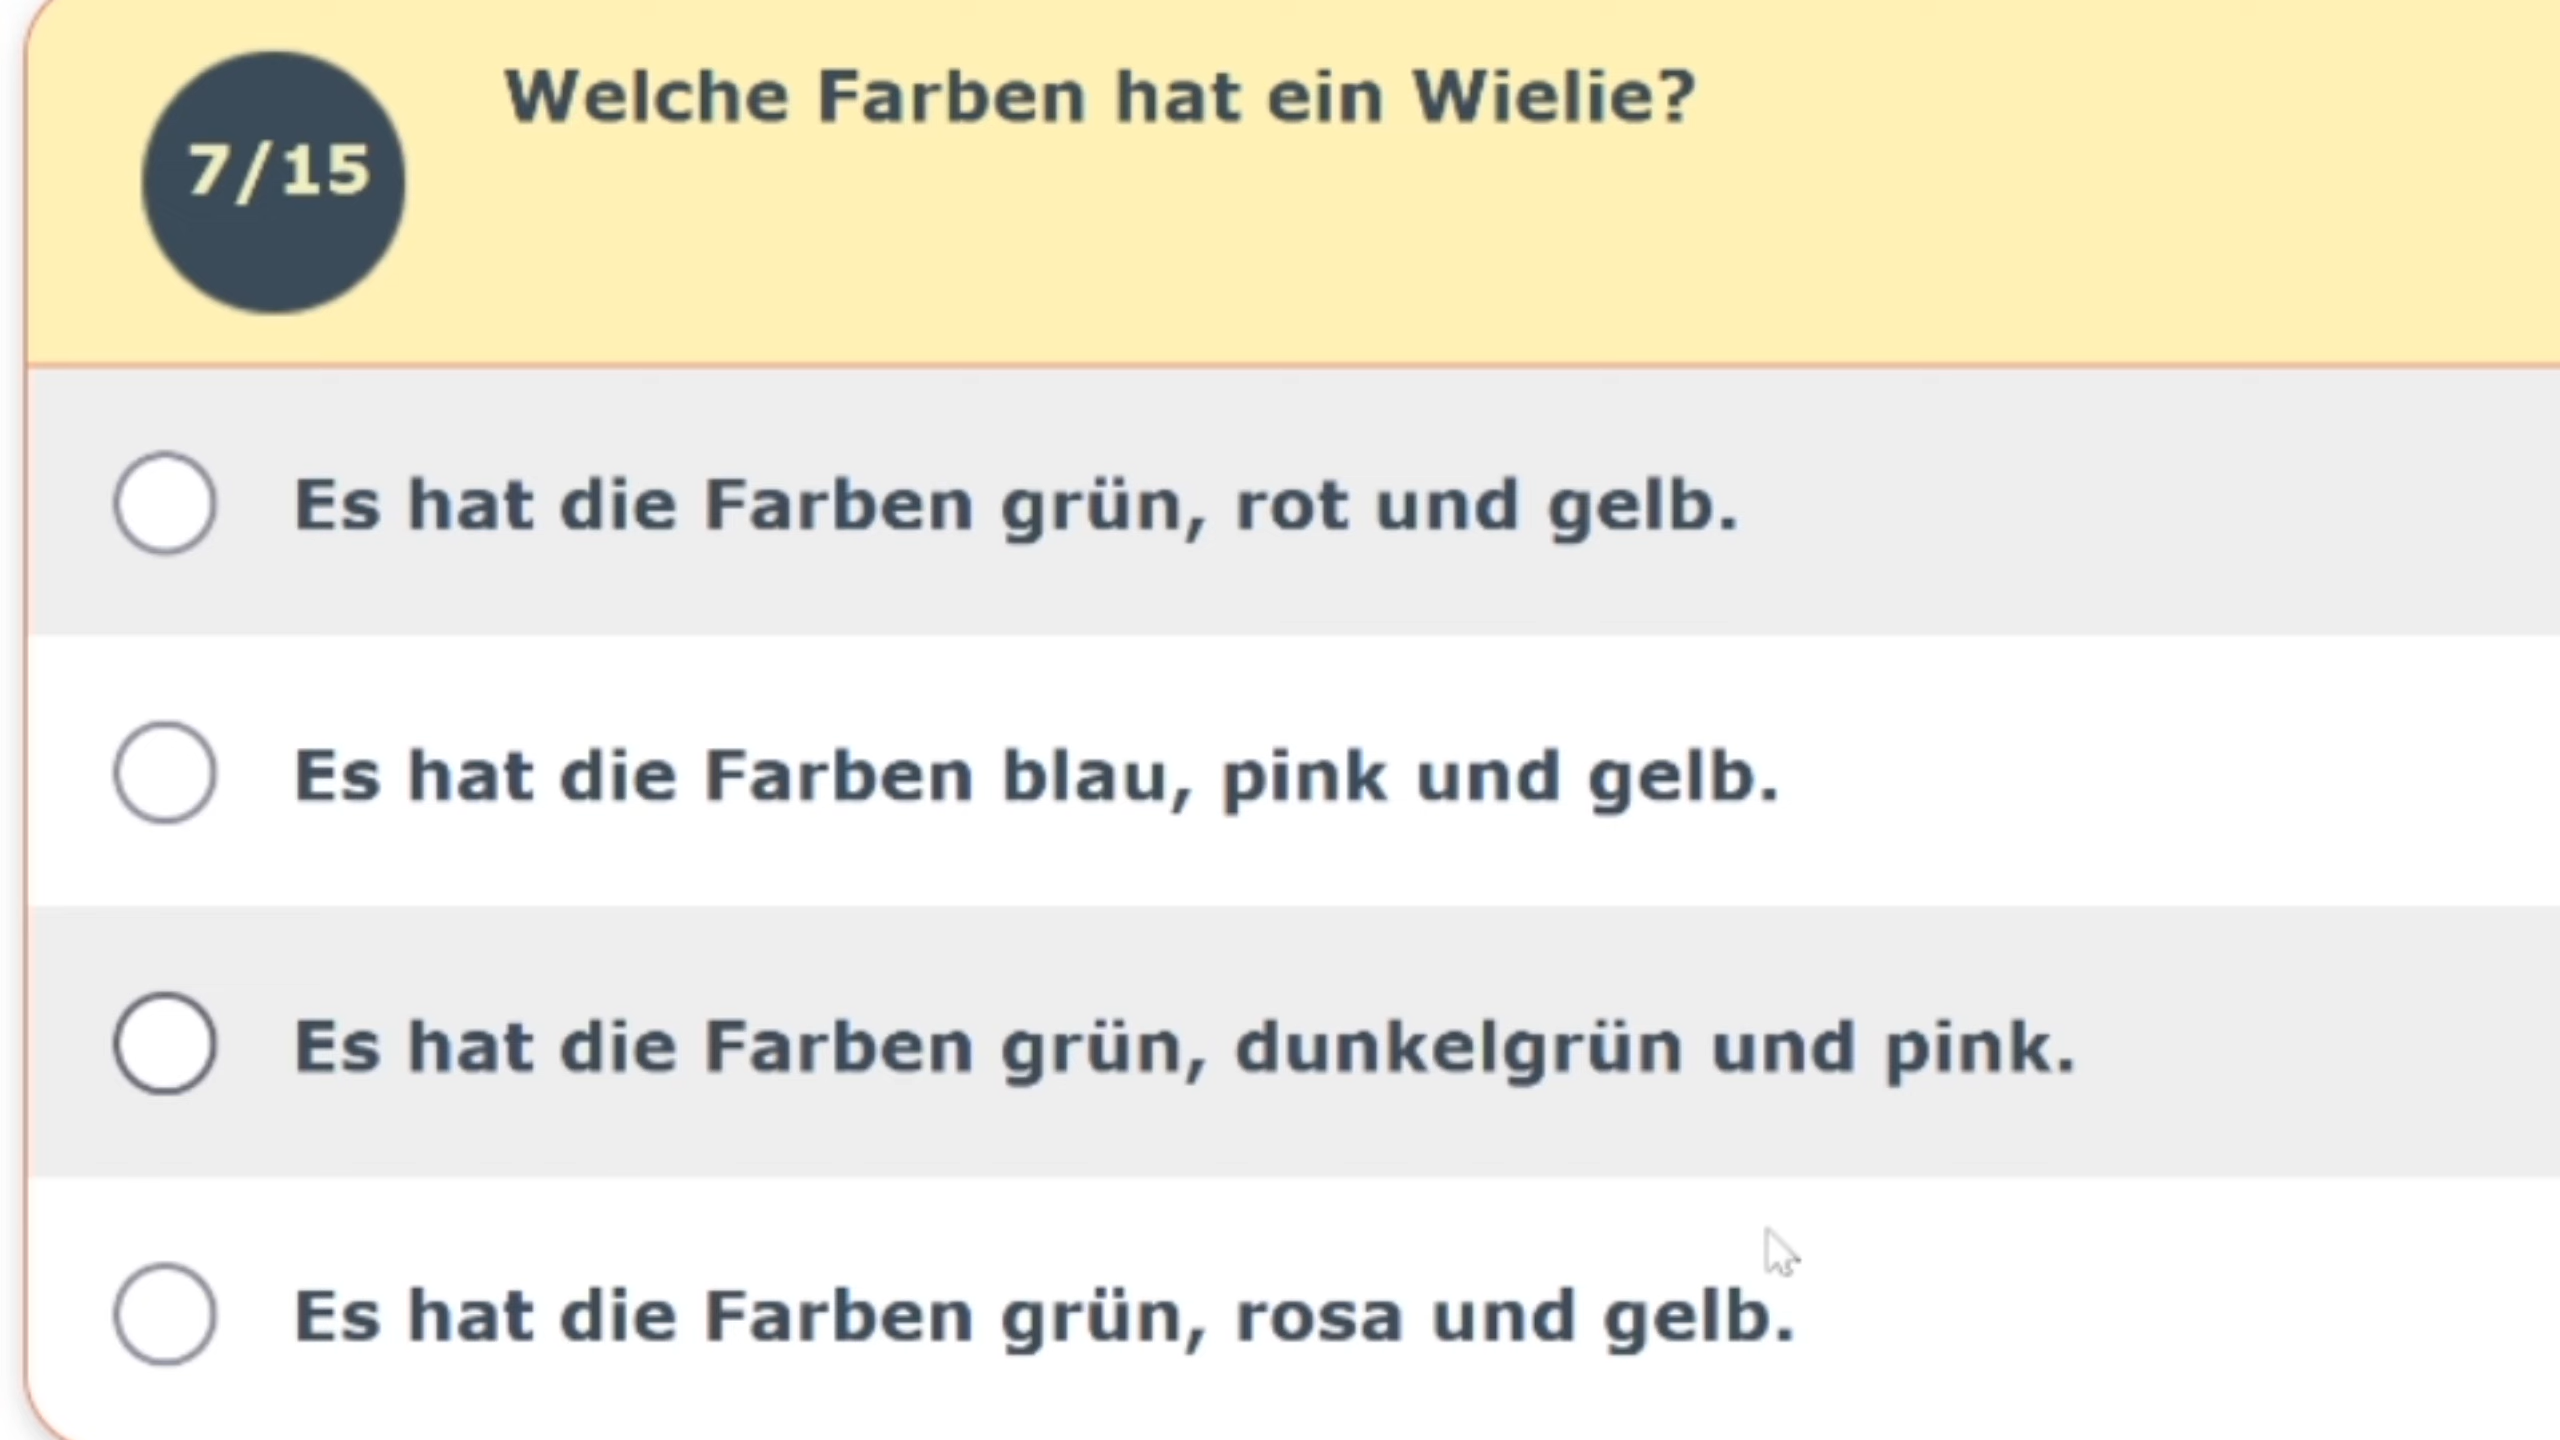 7/15
Welche Farben hat ein Wielie?
Es hat die Farben grün, rot und gelb.
Es hat die Farben blau, pink und gelb.
Es hat die Farben grün, dunkelgrün und pink.
Es hat die Farben grün, rosa und gelb.